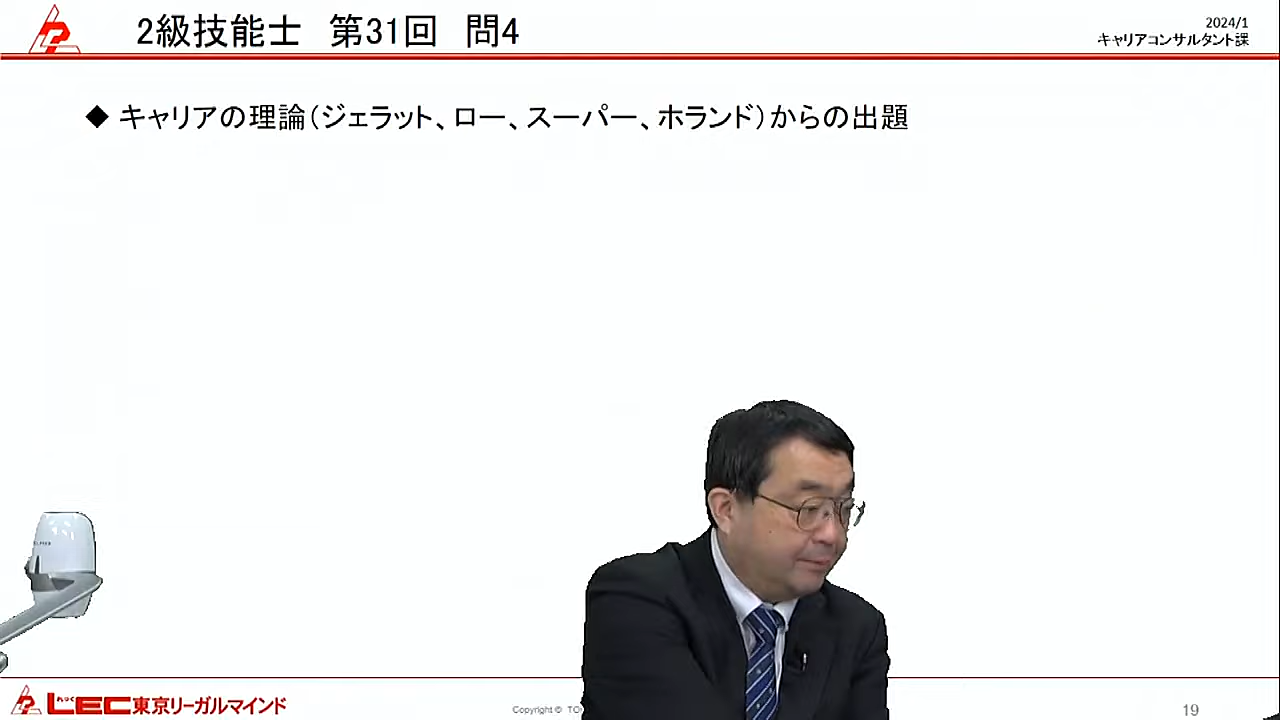 2級技能士 第31回 問4
2024/1
キャリアコンサルタント課
◆ キャリアの理論（ジェラット、ロー、スーパー、ホランド）からの出題
LEC東京リーガルマインド
Copyright ©
19